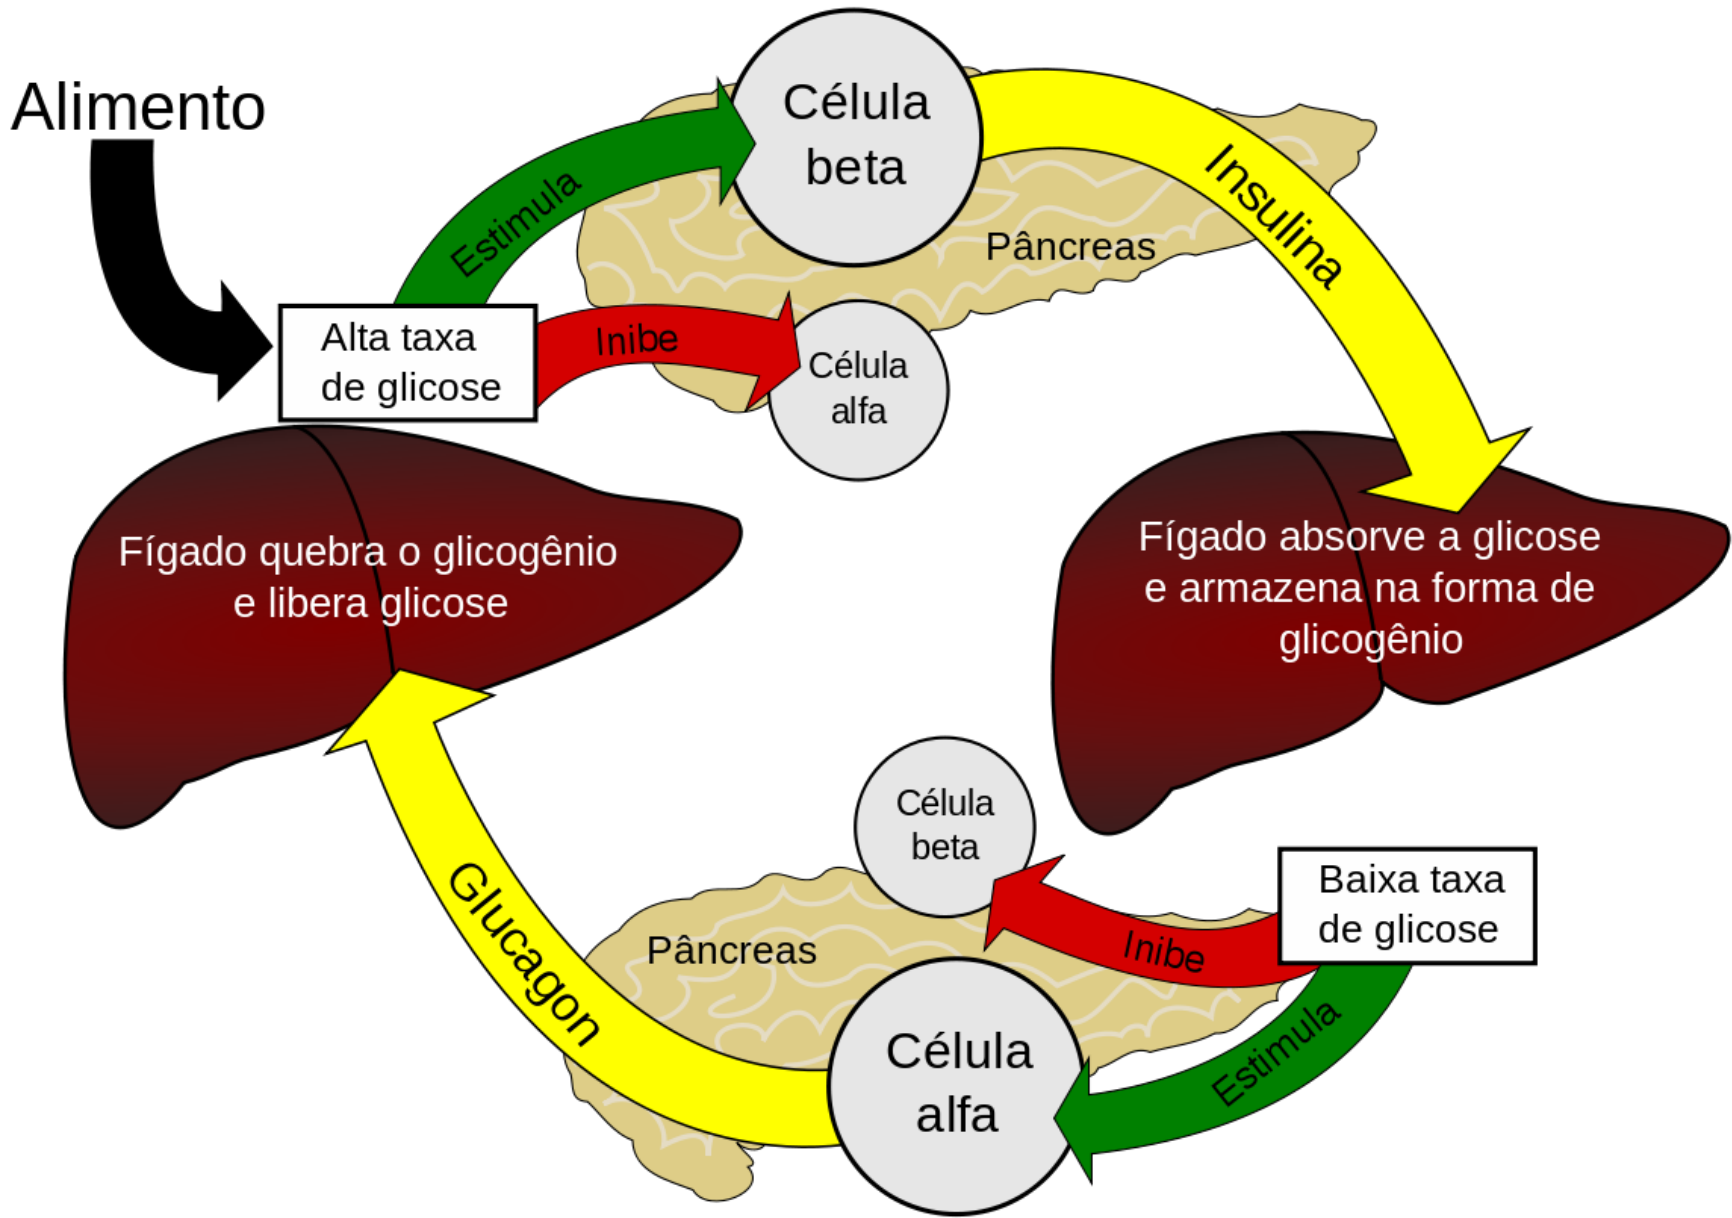 Alimento
Célula
beta
Estimula
Insulina
Pâncreas
Alta taxa
de glicose
Inibe
Célula
alfa
Fígado quebra o glicogênio
e libera glicose
Fígado absorve a glicose
e armazena na forma de
glicogênio
Célula
beta
Baixa taxa
de glicose
Glucagon
Pâncreas
Inibe
Célula
alfa
Estimula